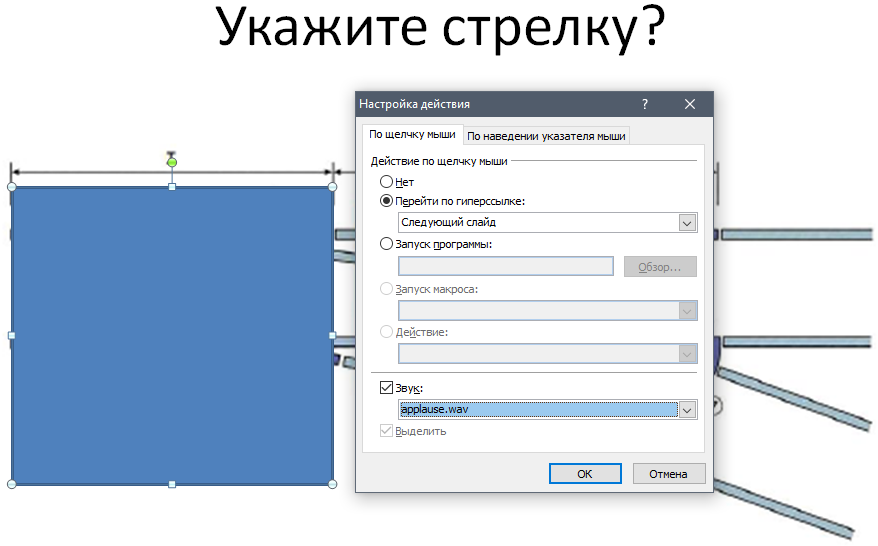 Укажите стрелку?
Настройка действия
По щелчку мыши
По наведении указателя мыши
Действие по щелчку мыши
Нет
Перейти по гиперссылке:
Следующий слайд
Запуск программы:
Обзор...
Запуск макроса:
Действие:
Звук:
applause.wav
Выделить
ОК
Отмена